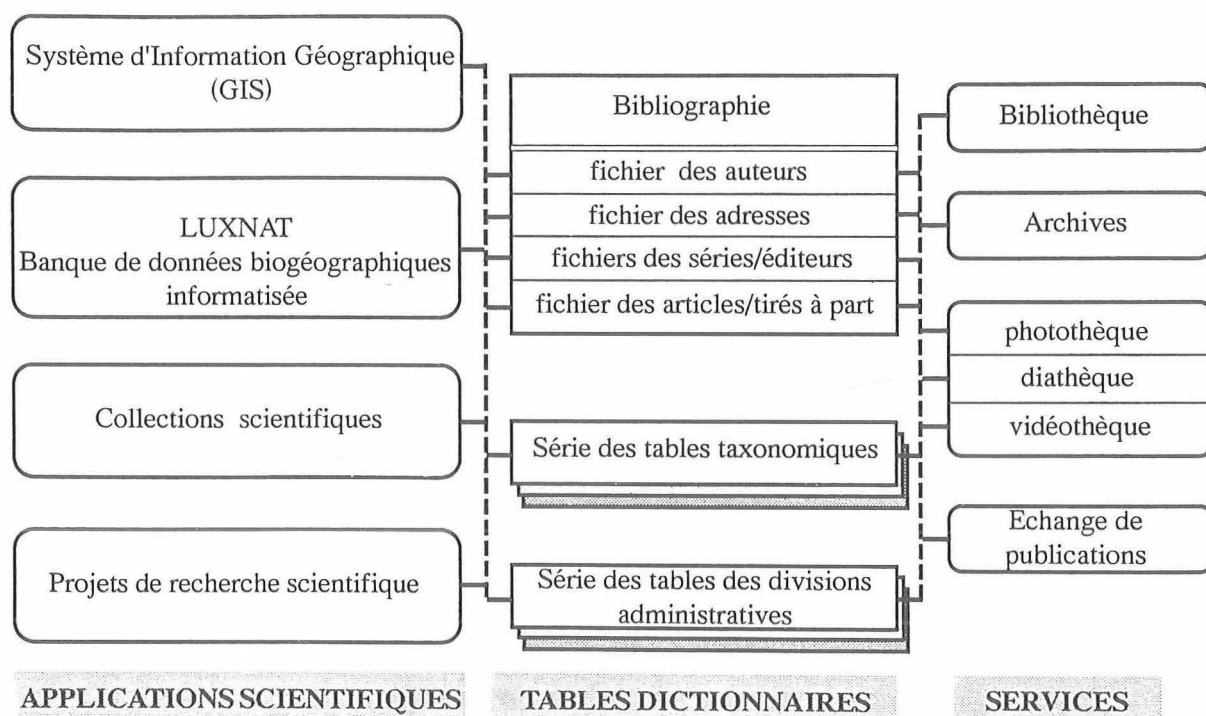 Système d'Information Géographique
(GIS)
LUXNAT
Banque de données biogéographiques
informatisée
Collections scientifiques
Projets de recherche scientifique
APPLICATIONS SCIENTIFIQUES
Bibliographie
fichier des auteurs
fichier des adresses
fichiers des séries/éditeurs
fichier des articles/tirés à part
Série des tables taxonomiques
Série des tables des divisions
administratives
TABLES DICTIONNAIRES
Bibliothèque
Archives
photothèque
diathèque
vidéothèque
Echange de
publications
SERVICES